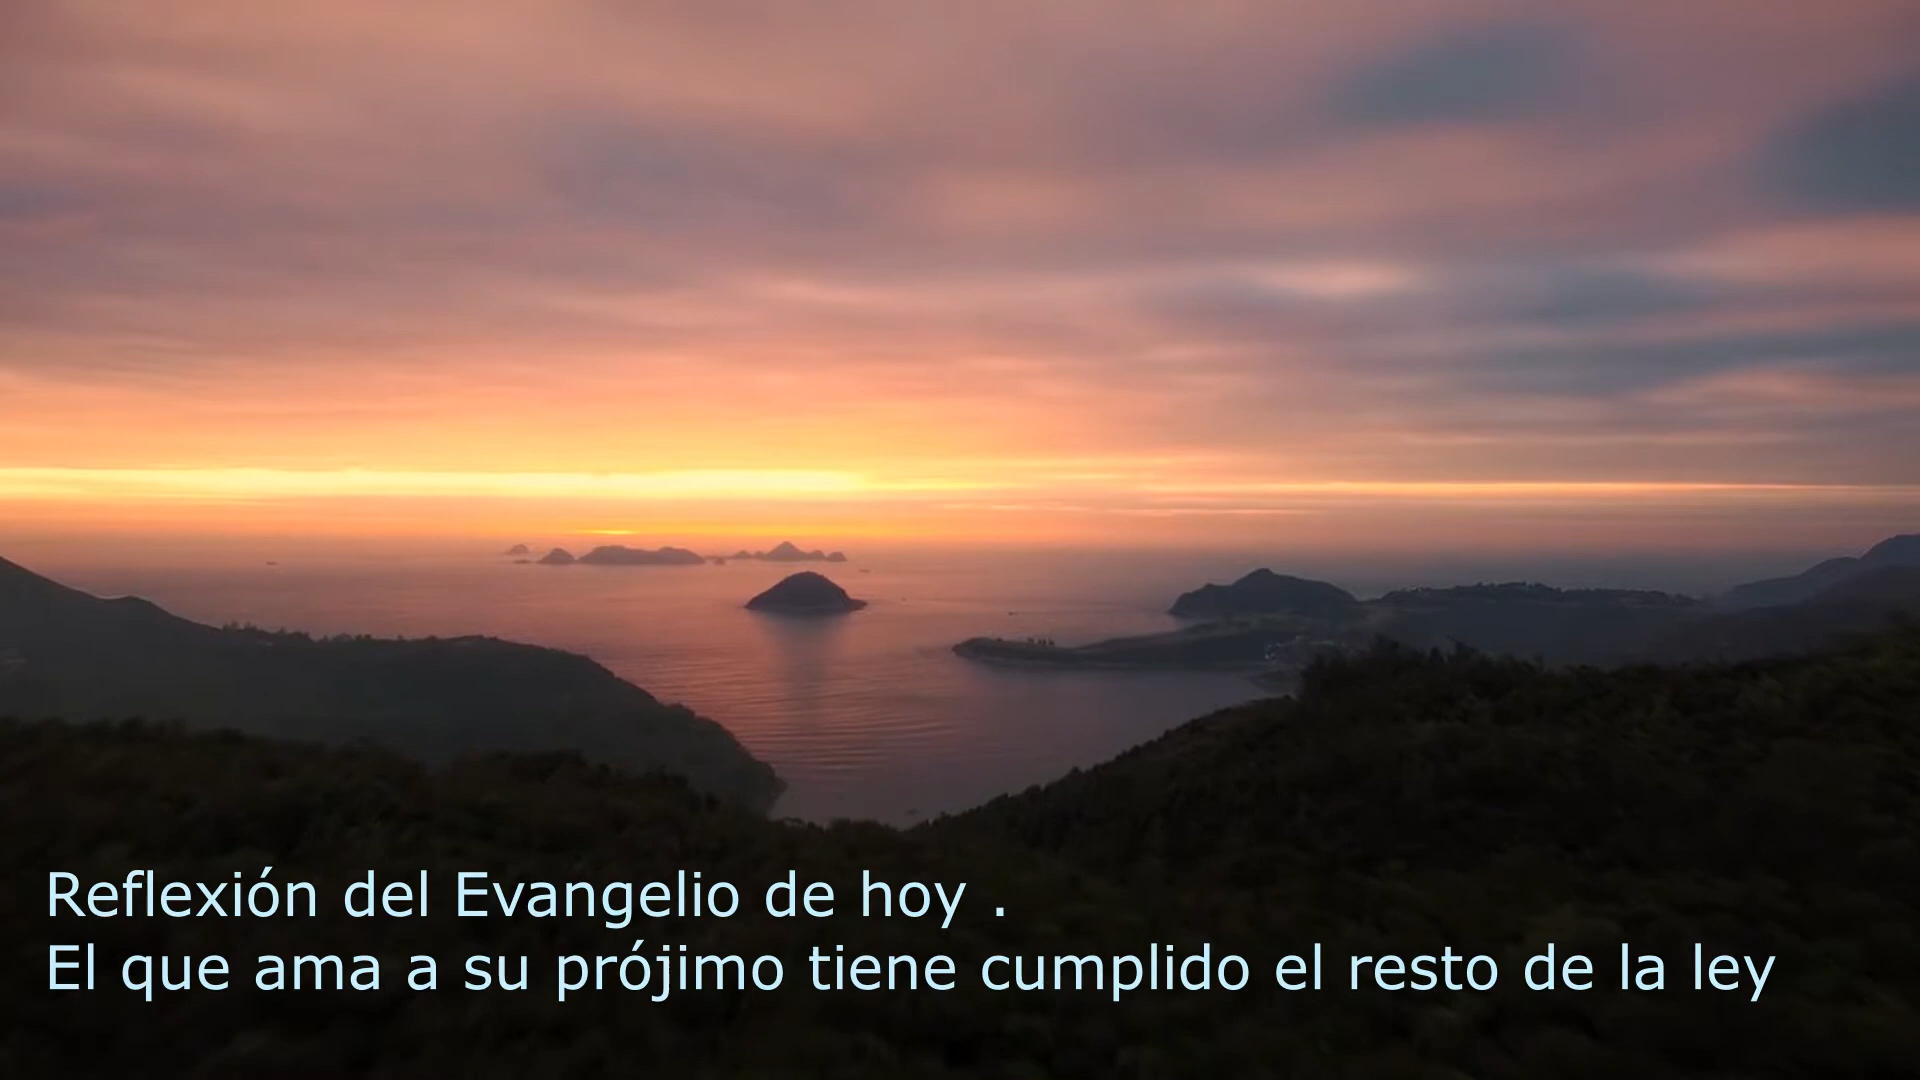 Reflexión del Evangelio de hoy .
El que ama a su prójimo tiene cumplido el resto de la ley